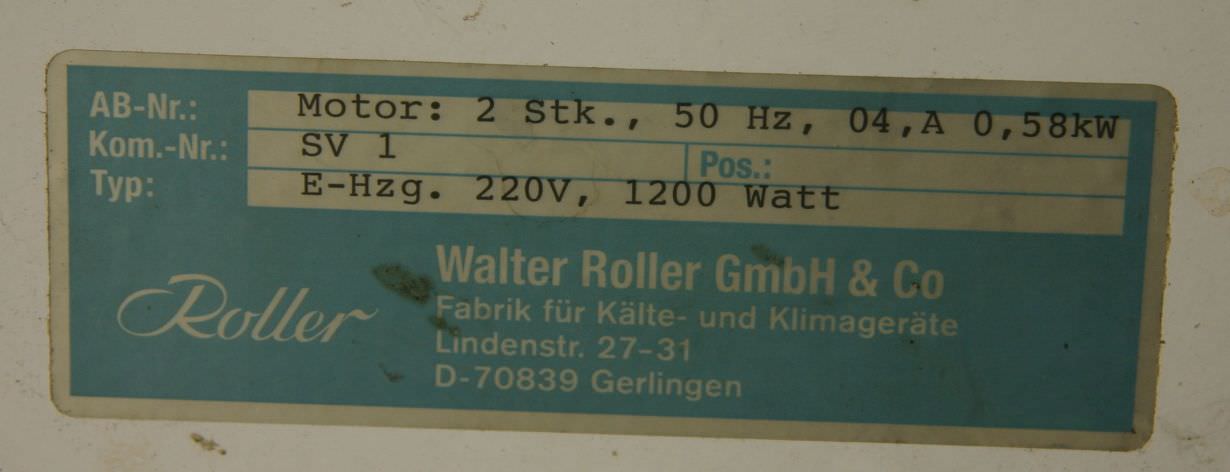 AB-Nr.: Motor: 2 Stk., 50 Hz, 04,A 0,58kW
Kom.-Nr.: SV 1 Pos.:
Typ: E-Hzg. 220V, 1200 Watt
Roller
Walter Roller GmbH & Co
Fabrik für Kälte- und Klimageräte
Lindenstr. 27-31
D-70839 Gerlingen